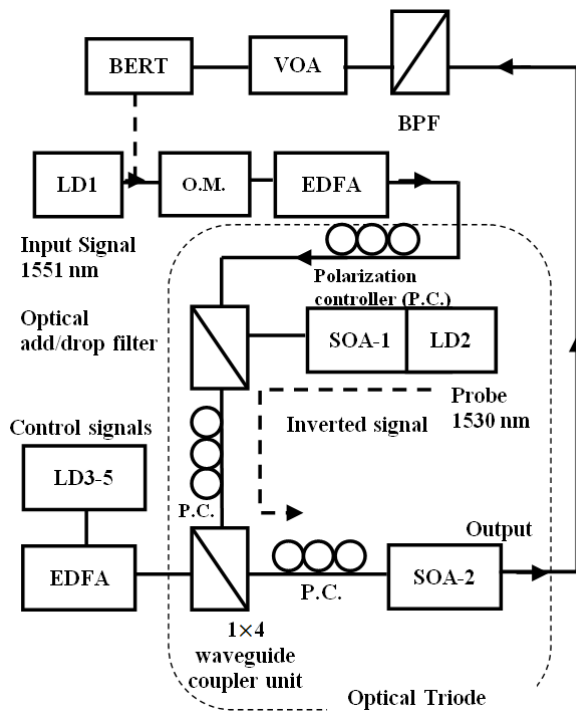 BERT
VOA
BPF
LD1
O.M.
EDFA
Input Signal
1551 nm
Polarization
controller (P.C.)
Optical
add/drop filter
SOA-1
LD2
Probe
1530 nm
Inverted signal
Control signals
LD3-5
P.C.
Output
EDFA
P.C.
SOA-2
1×4
waveguide
coupler unit
Optical Triode